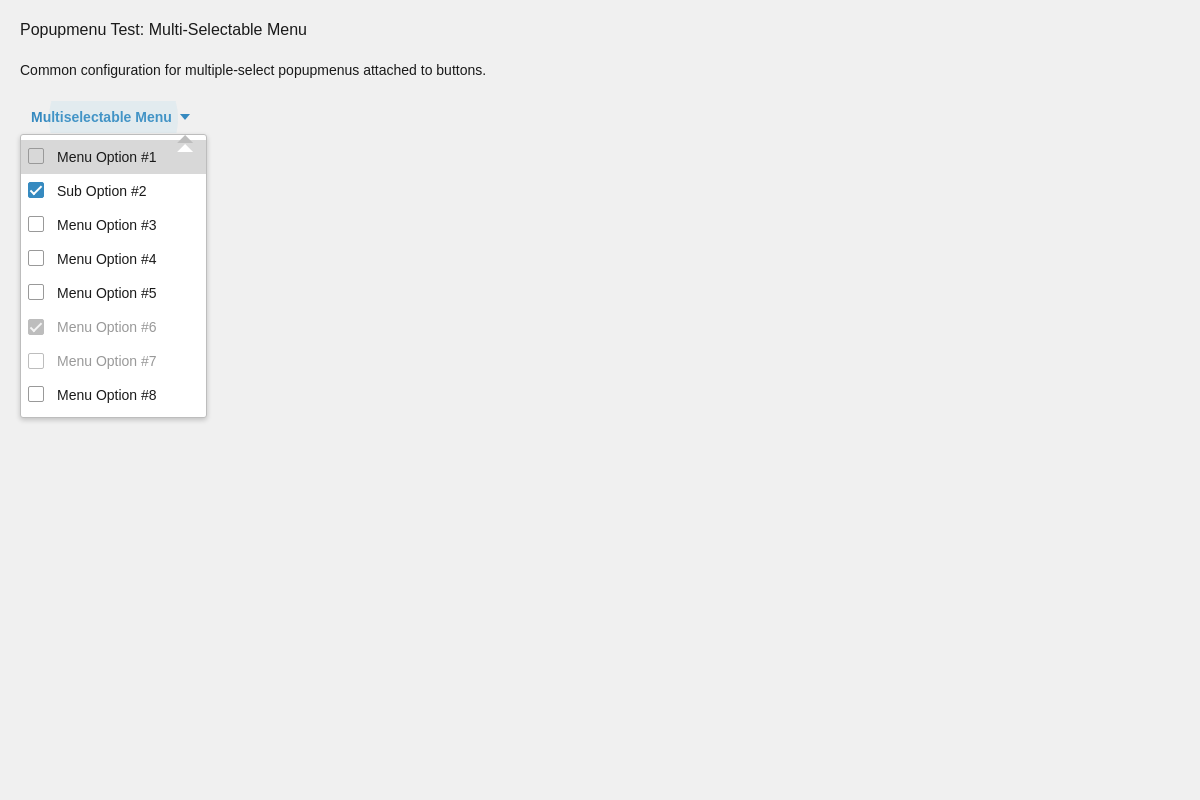 Popupmenu Test: Multi-Selectable Menu
Common configuration for multiple-select popupmenus attached to buttons.
Multiselectable Menu
Menu Option #1
Sub Option #2
Menu Option #3
Menu Option #4
Menu Option #5
Menu Option #6
Menu Option #7
Menu Option #8